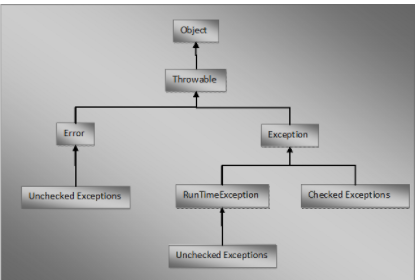 Object
Throwable
Error
Exception
Unchecked Exceptions
RunTimeException
Checked Exceptions
Unchecked Exceptions